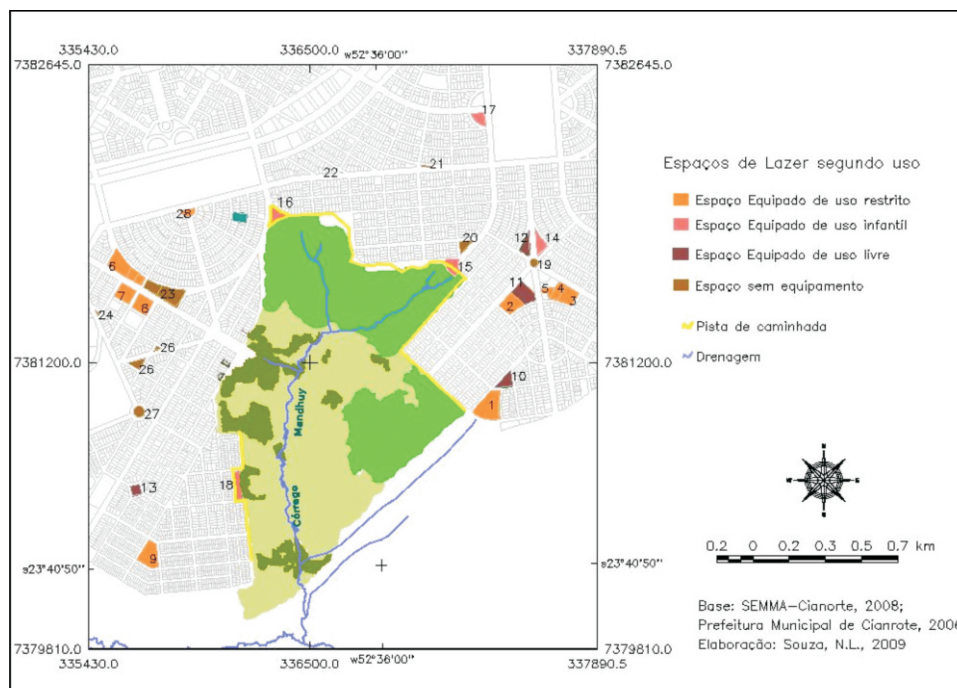 335430.0 336500.0 w52°36'00'' 337890.5
7382645.0 7382645.0
17
21
22
16
28
20
12 14
19
15
6
7
8
23
11
2
5 4
3
24
26
26
7381200.0 7381200.0
10
1
27
Mandhuy
13
18
Córrego
9
s23°40'50'' s23°40'50''
7379810.0 7379810.0
335430.0 336500.0 w52°36'00'' 337890.5
Espaços de Lazer segundo uso
Espaço Equipado de uso restrito
Espaço Equipado de uso infantil
Espaço Equipado de uso livre
Espaço sem equipamento
Pista de caminhada
Drenagem
N
0.2 0 0.2 0.3 0.5 0.7 km
Base: SEMMA-Cianorte, 2008;
Prefeitura Municipal de Cianrote, 2006
Elaboração: Souza, N.L., 2009